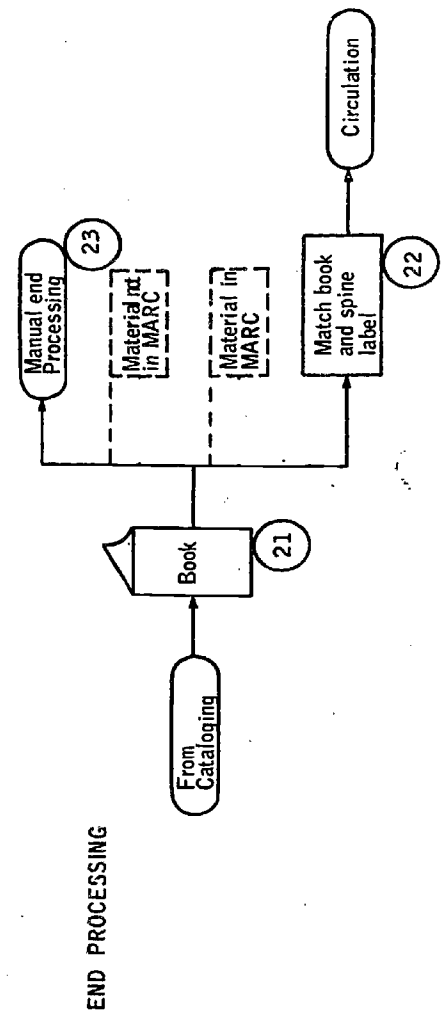 END PROCESSING
From
Cataloging
Book
21
Manual end
Processing
23
Material not
in MARC
Material in
MARC
Match book
and spine
label
22
Circulation